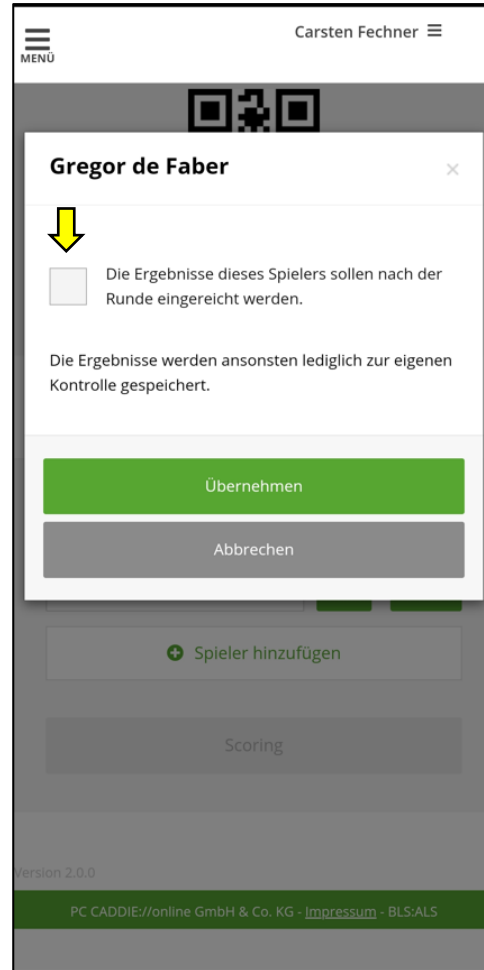 Carsten Fechner
MENÜ
Gregor de Faber
Die Ergebnisse dieses Spielers sollen nach der
Runde eingereicht werden.
Die Ergebnisse werden ansonsten lediglich zur eigenen
Kontrolle gespeichert.
Übernehmen
Abbrechen
Spieler hinzufügen
Scoring
Version 2.0.0
PC CADDIE://online GmbH & Co. KG - Impressum - BLS:ALS